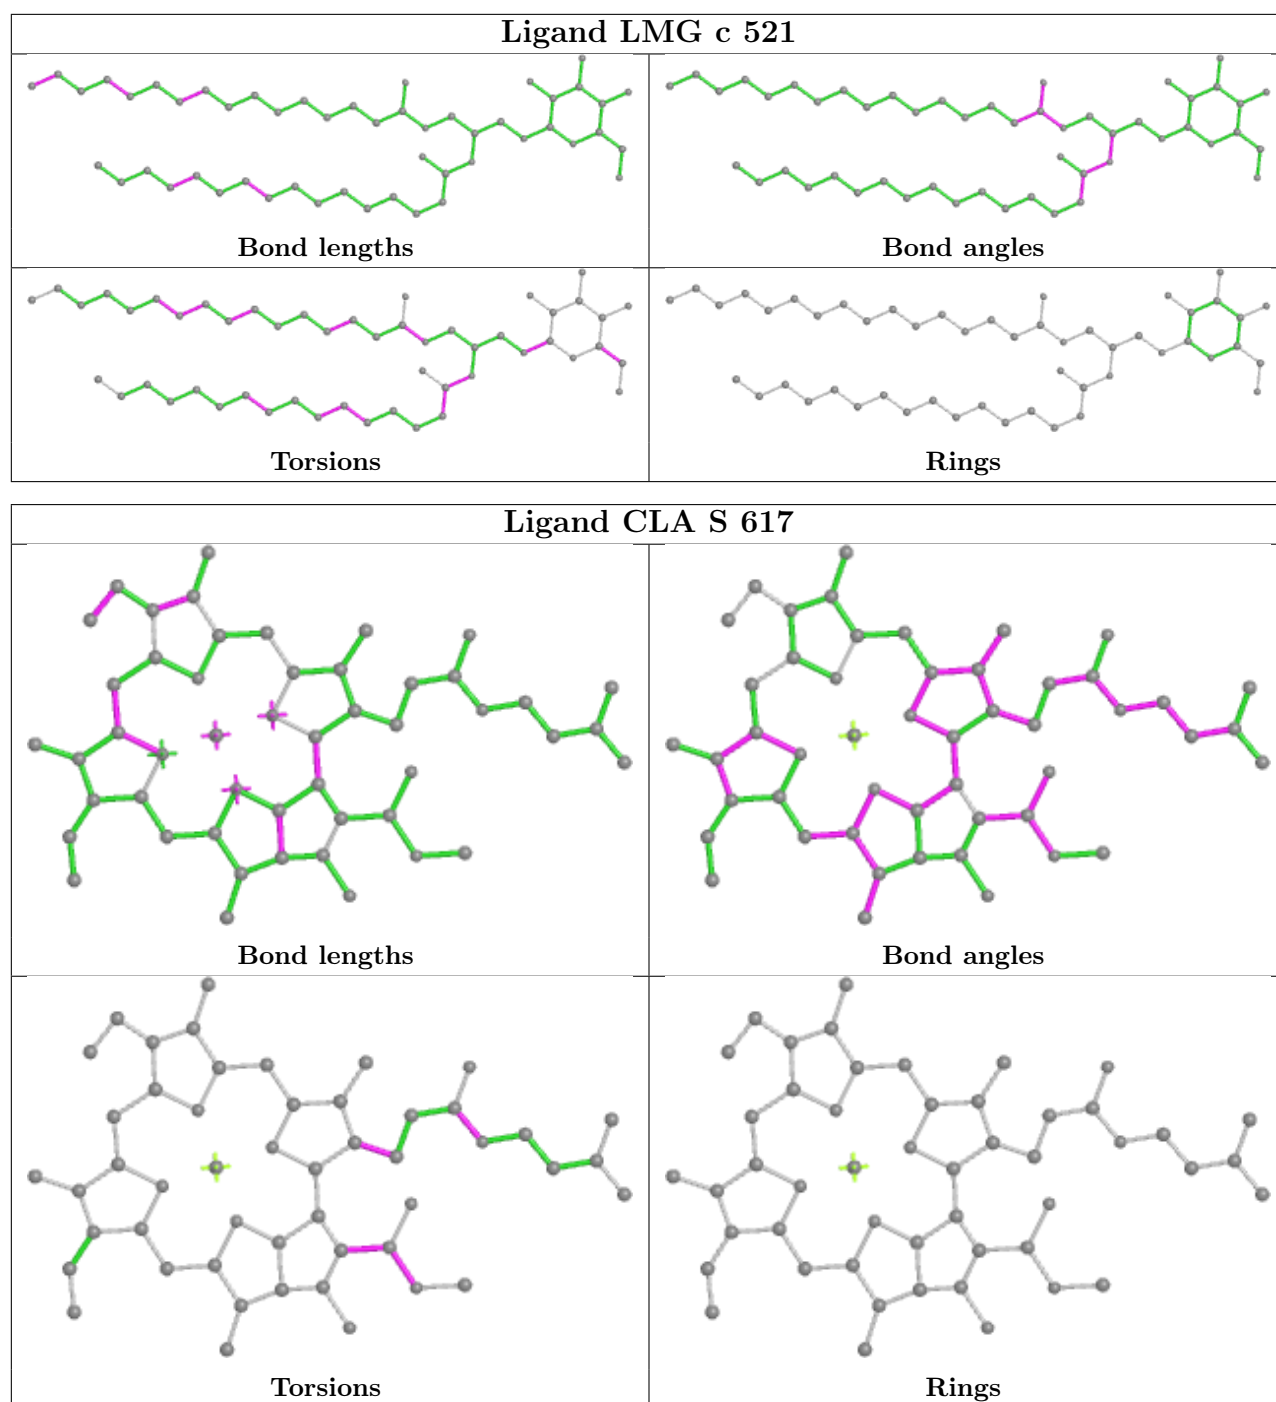 Ligand LMG c 521
Bond lengths
Bond angles
Torsions
Rings
Ligand CLA S 617
Bond lengths
Bond angles
Torsions
Rings